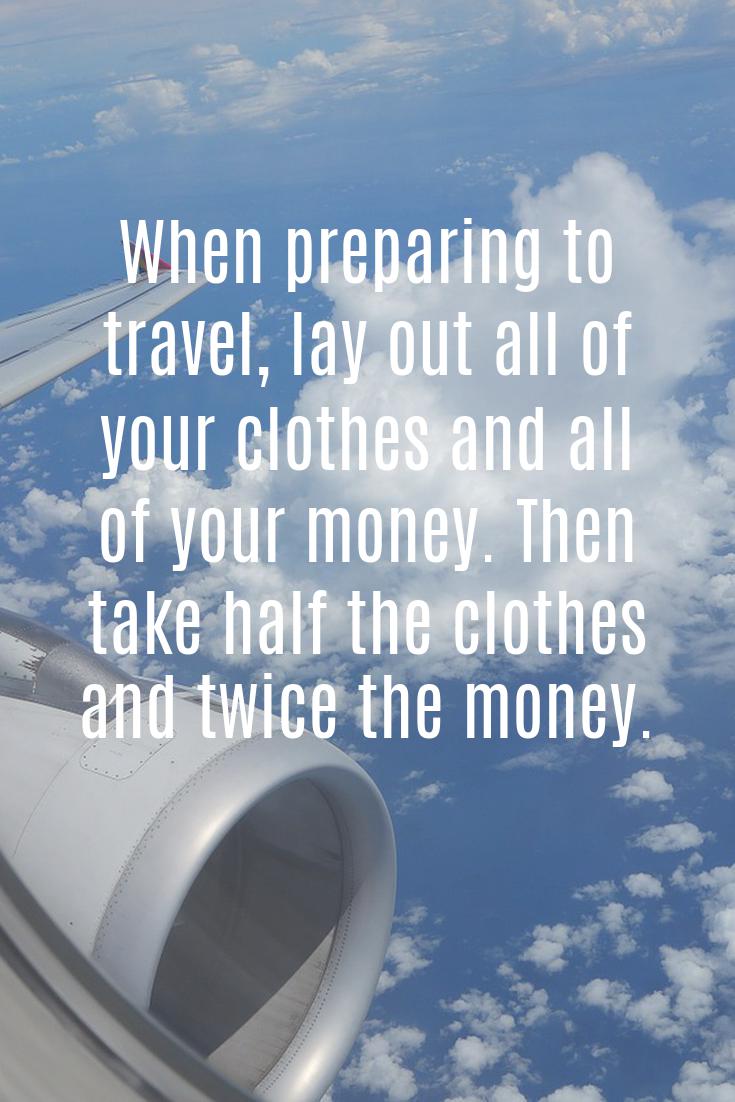 When preparing to
travel, lay out all of
your clothes and all
of your money. Then
take half the clothes
and twice the money.